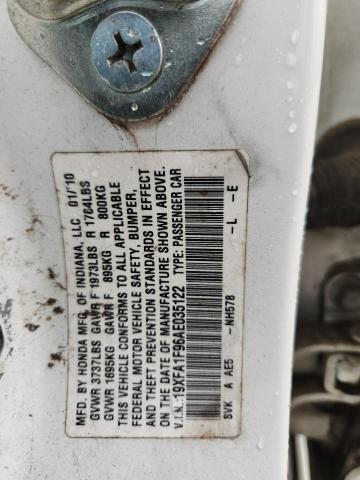 MFD. BY HONDA MFG. OF INDIANA, LLC 01/'10
GVWR 3737LBS GAWR F 1973LBS R 1764LBS
GVWR 1695KG GAWR F 895KG R 800KG
THIS VEHICLE CONFORMS TO ALL APPLICABLE
FEDERAL MOTOR VEHICLE SAFETY, BUMPER,
AND THEFT PREVENTION STANDARDS IN EFFECT
ON THE DATE OF MANUFACTURE SHOWN ABOVE.
V.I.N.:19XFA1F96AE035122 TYPE: PASSENGER CAR
SVK A AE5 -NH578 -L -E